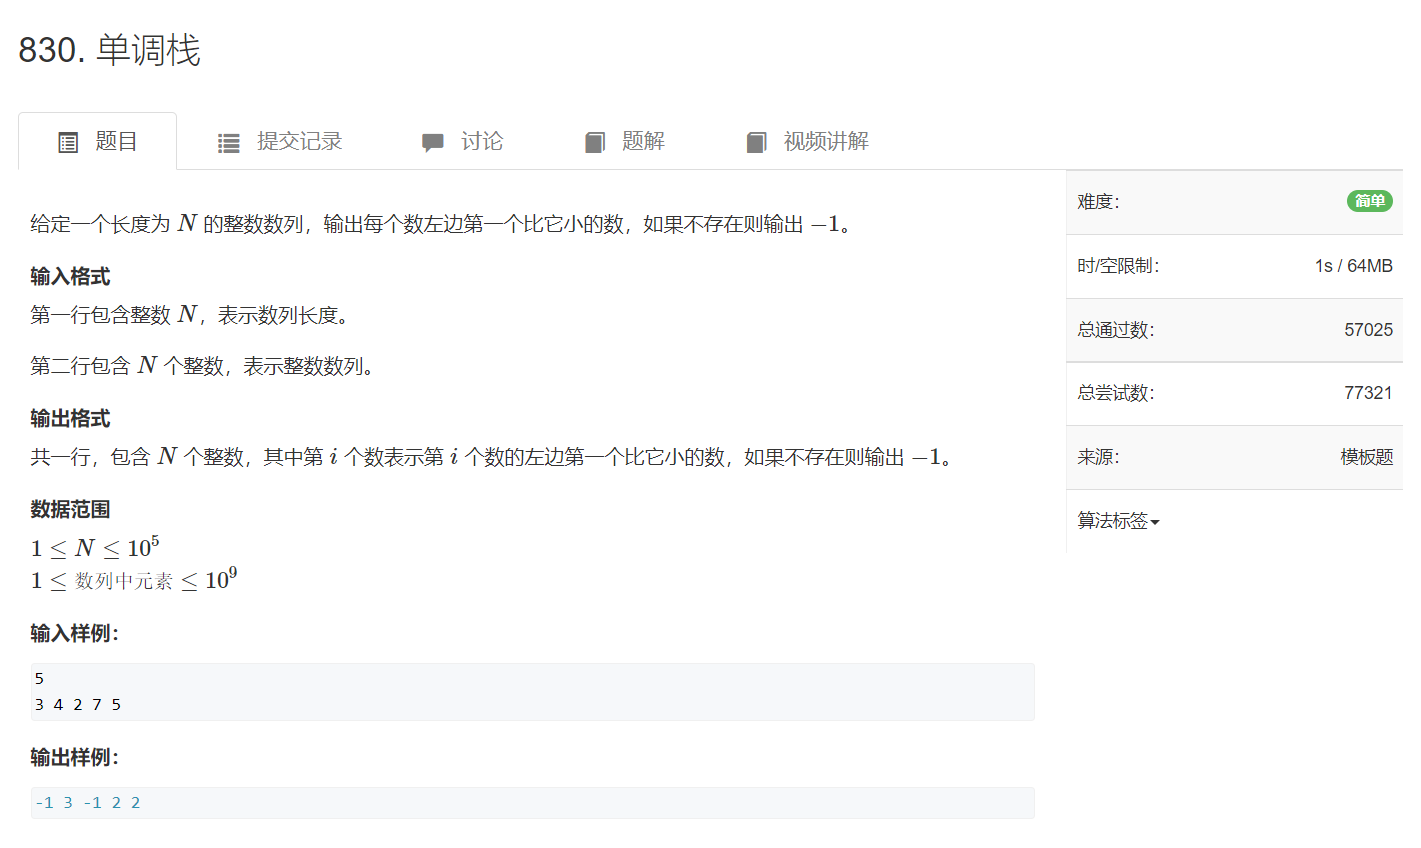 830. 单调栈
题目 提交记录 讨论 题解 视频讲解
给定一个长度为 N 的整数数列，输出每个数左边第一个比它小的数，如果不存在则输出 −1。
输入格式
第一行包含整数 N，表示数列长度。
第二行包含 N 个整数，表示整数数列。
输出格式
共一行，包含 N 个整数，其中第 i 个数表示第 i 个数的左边第一个比它小的数，如果不存在则输出 −1。
数据范围
1 ≤ N ≤ 10⁵
1 ≤ 数列中元素 ≤ 10⁹
输入样例：
5
3 4 2 7 5
输出样例：
-1 3 -1 2 2
难度： 简单
时/空限制： 1s / 64MB
总通过数： 57025
总尝试数： 77321
来源： 模板题
算法标签